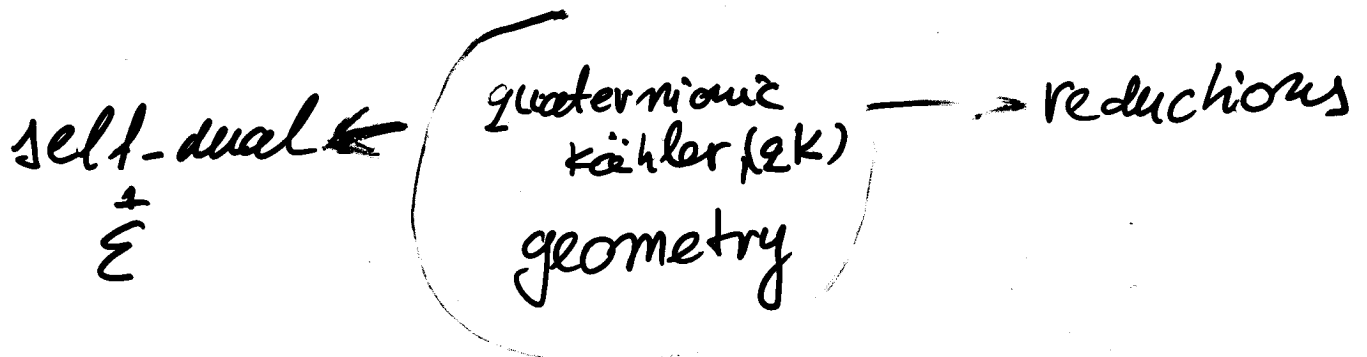 self-dual
+
E
quaternionic
Kähler (QK)
geometry
reductions